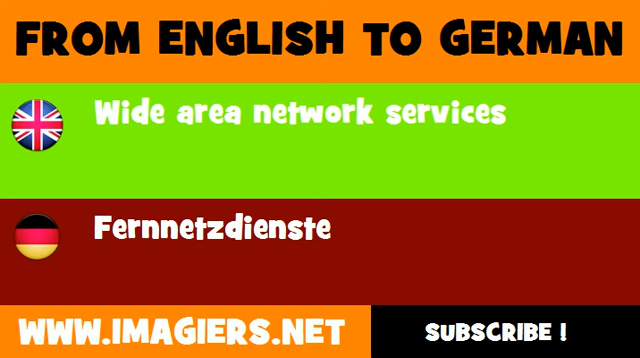 FROM ENGLISH TO GERMAN
Wide area network services
Fernnetzdienste
WWW.IMAGIERS.NET
SUBSCRIBE !